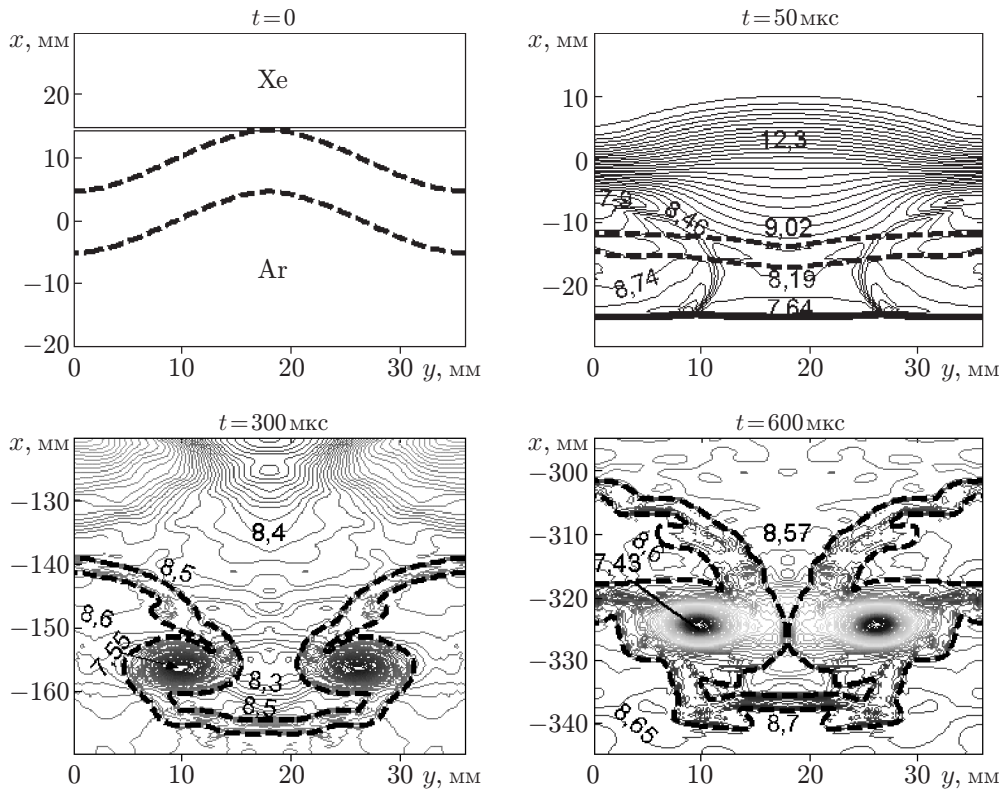 t=0
x, мм
Xe
20
10
0
Ar
−10
−20
0 10 20 30 y, мм
t=50 мкс
x, мм
10
12,3
0
7,9
8,46
−10
9,02
8,74
8,19
−20
7,64
0 10 20 30 y, мм
t=300 мкс
x, мм
−130
8,4
−140
8,5
8,6
−150
7,55
8,3
−160
8,5
0 10 20 30 y, мм
t=600 мкс
x, мм
−300
−310
8,57
8,6
7,43
−320
−330
8,65
−340
8,7
0 10 20 30 y, мм